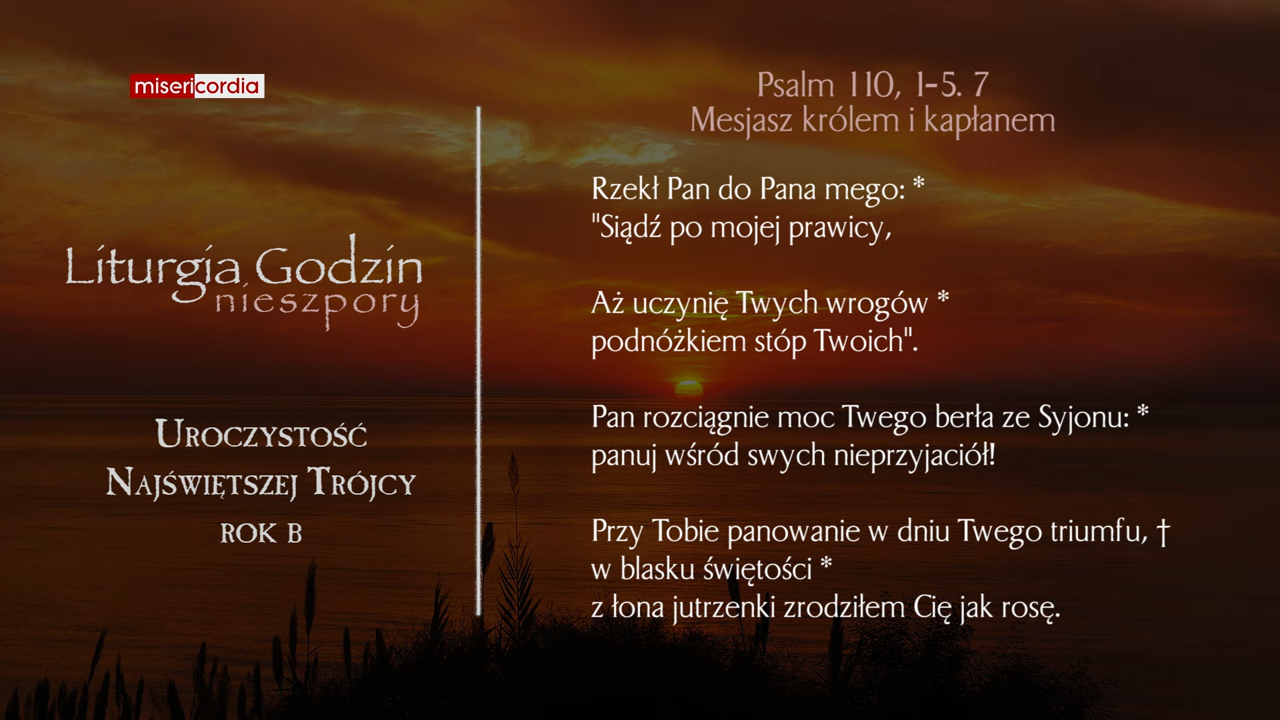 misericordia
Liturgia Godzin
nieszpory
Uroczystość
Najświętszej Trójcy
rok B
Psalm 110, 1-5. 7
Mesjasz królem i kapłanem
Rzekł Pan do Pana mego: *
"Siądź po mojej prawicy,
Aż uczynię Twych wrogów *
podnóżkiem stóp Twoich".
Pan rozciągnie moc Twego berła ze Syjonu: *
panuj wśród swych nieprzyjaciół!
Przy Tobie panowanie w dniu Twego triumfu, †
w blasku świętości *
z łona jutrzenki zrodziłem Cię jak rosę.